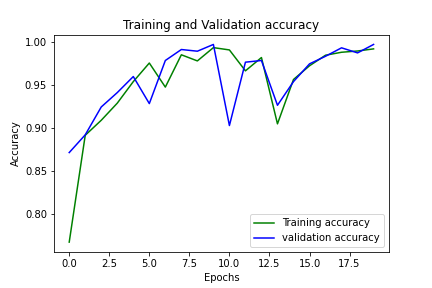 Training and Validation accuracy
1.00
0.95
0.90
0.85
0.80
Accuracy
Training accuracy
validation accuracy
0.0 2.5 5.0 7.5 10.0 12.5 15.0 17.5
Epochs